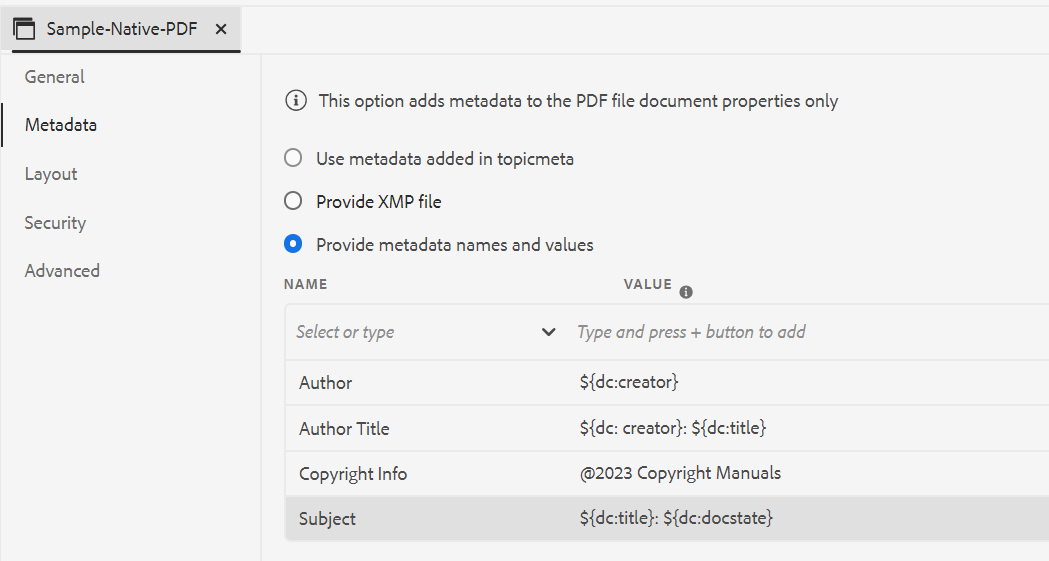 Sample-Native-PDF
General
Metadata
Layout
Security
Advanced
This option adds metadata to the PDF file document properties only
Use metadata added in topicmeta
Provide XMP file
Provide metadata names and values
NAME VALUE
Select or type Type and press + button to add
Author ${dc:creator}
Author Title ${dc: creator}: ${dc:title}
Copyright Info @2023 Copyright Manuals
Subject ${dc:title}: ${dc:docstate}